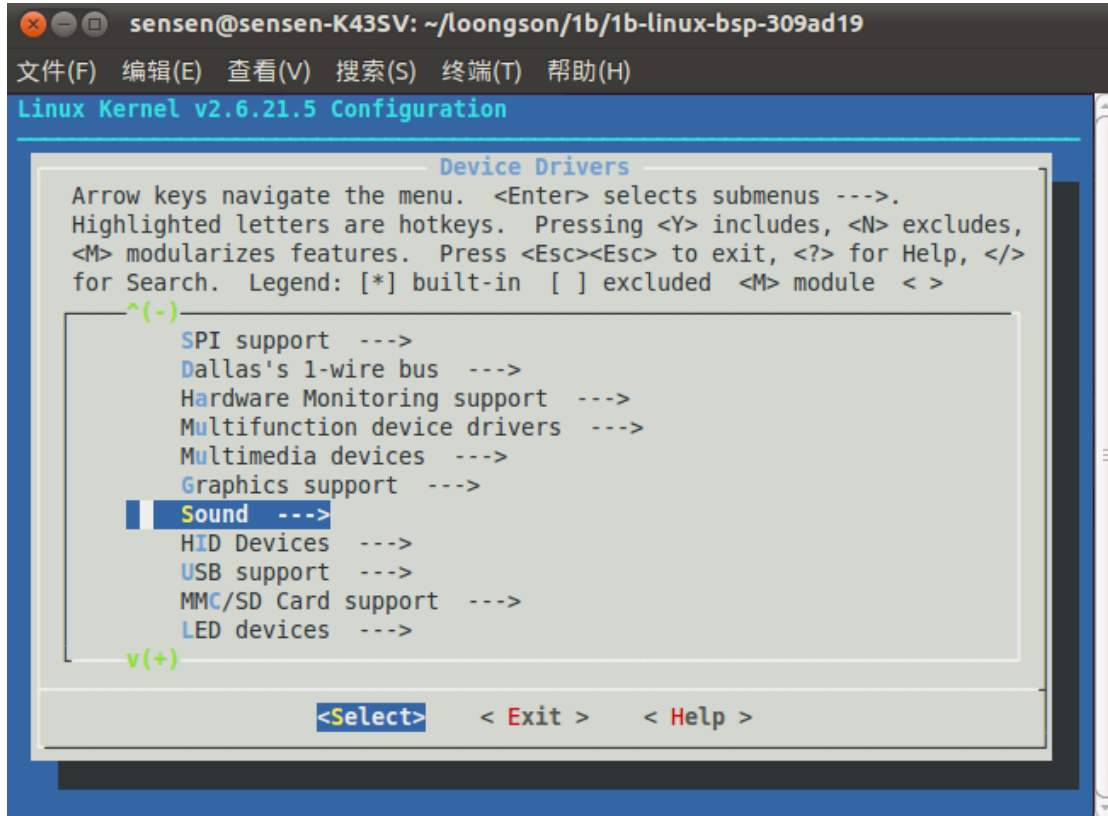 sensen@sensen-K43SV: ~/loongson/1b/1b-linux-bsp-309ad19
文件(F) 编辑(E) 查看(V) 搜索(S) 终端(T) 帮助(H)
Linux Kernel v2.6.21.5 Configuration
Device Drivers
Arrow keys navigate the menu.  <Enter> selects submenus --->.
Highlighted letters are hotkeys.  Pressing <Y> includes, <N> excludes,
<M> modularizes features.  Press <Esc><Esc> to exit, <?> for Help, </>
for Search.  Legend: [*] built-in  [ ] excluded  <M> module  < >
^(-)
SPI support  --->
Dallas's 1-wire bus  --->
Hardware Monitoring support  --->
Multifunction device drivers  --->
Multimedia devices  --->
Graphics support  --->
Sound  --->
HID Devices  --->
USB support  --->
MMC/SD Card support  --->
LED devices  --->
v(+)
<Select>    < Exit >    < Help >